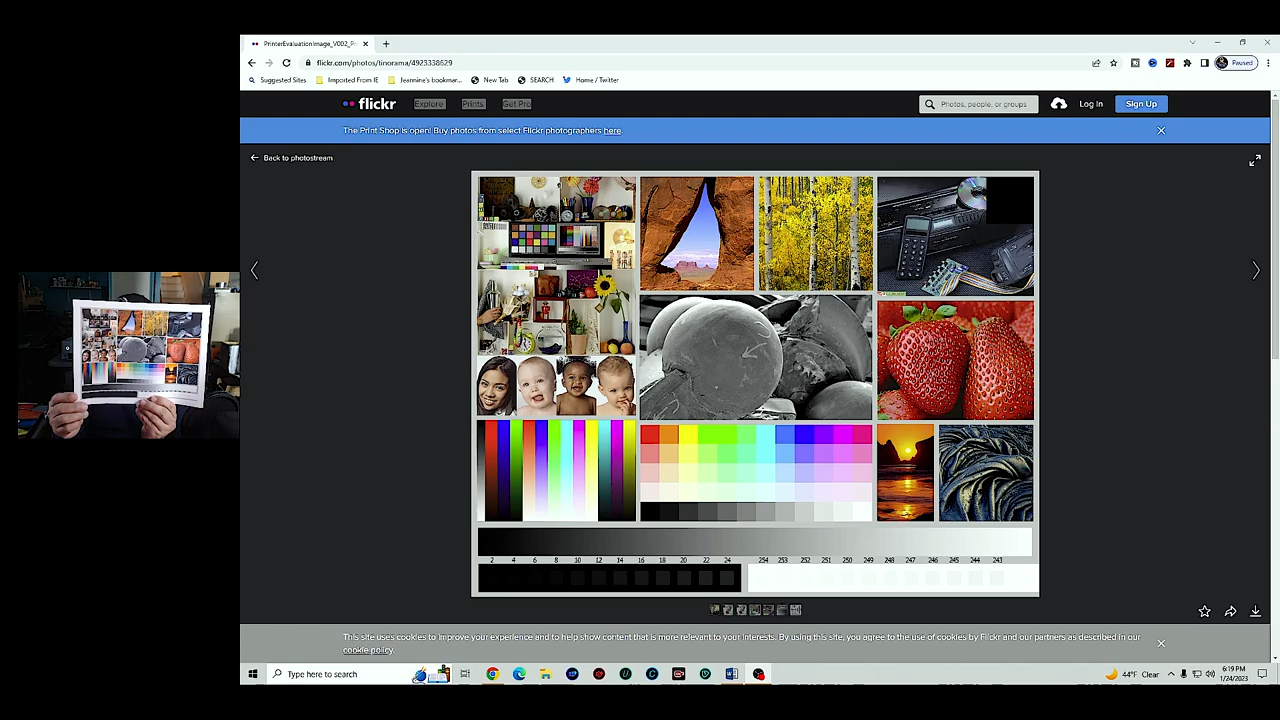 PrinterEvaluationImage_V002_Pr
flickr.com/photos/tinorama/4923338629
Paused
Suggested Sites
Imported From IE
Jeannine's bookmar...
New Tab
SEARCH
Home / Twitter
flickr
Explore
Prints
Get Pro
Photos, people, or groups
Log In
Sign Up
The Print Shop is open! Buy photos from select Flickr photographers here.
Back to photostream
2 4 6 8 10 12 14 16 18 20 22 24 254 253 252 251 250 249 248 247 246 245 244 243
This site uses cookies to improve your experience and to help show content that is more relevant to your interests. By using this site, you agree to the use of cookies by Flickr and our partners as described in our
cookie policy.
Type here to search
44°F Clear
6:19 PM
1/24/2023